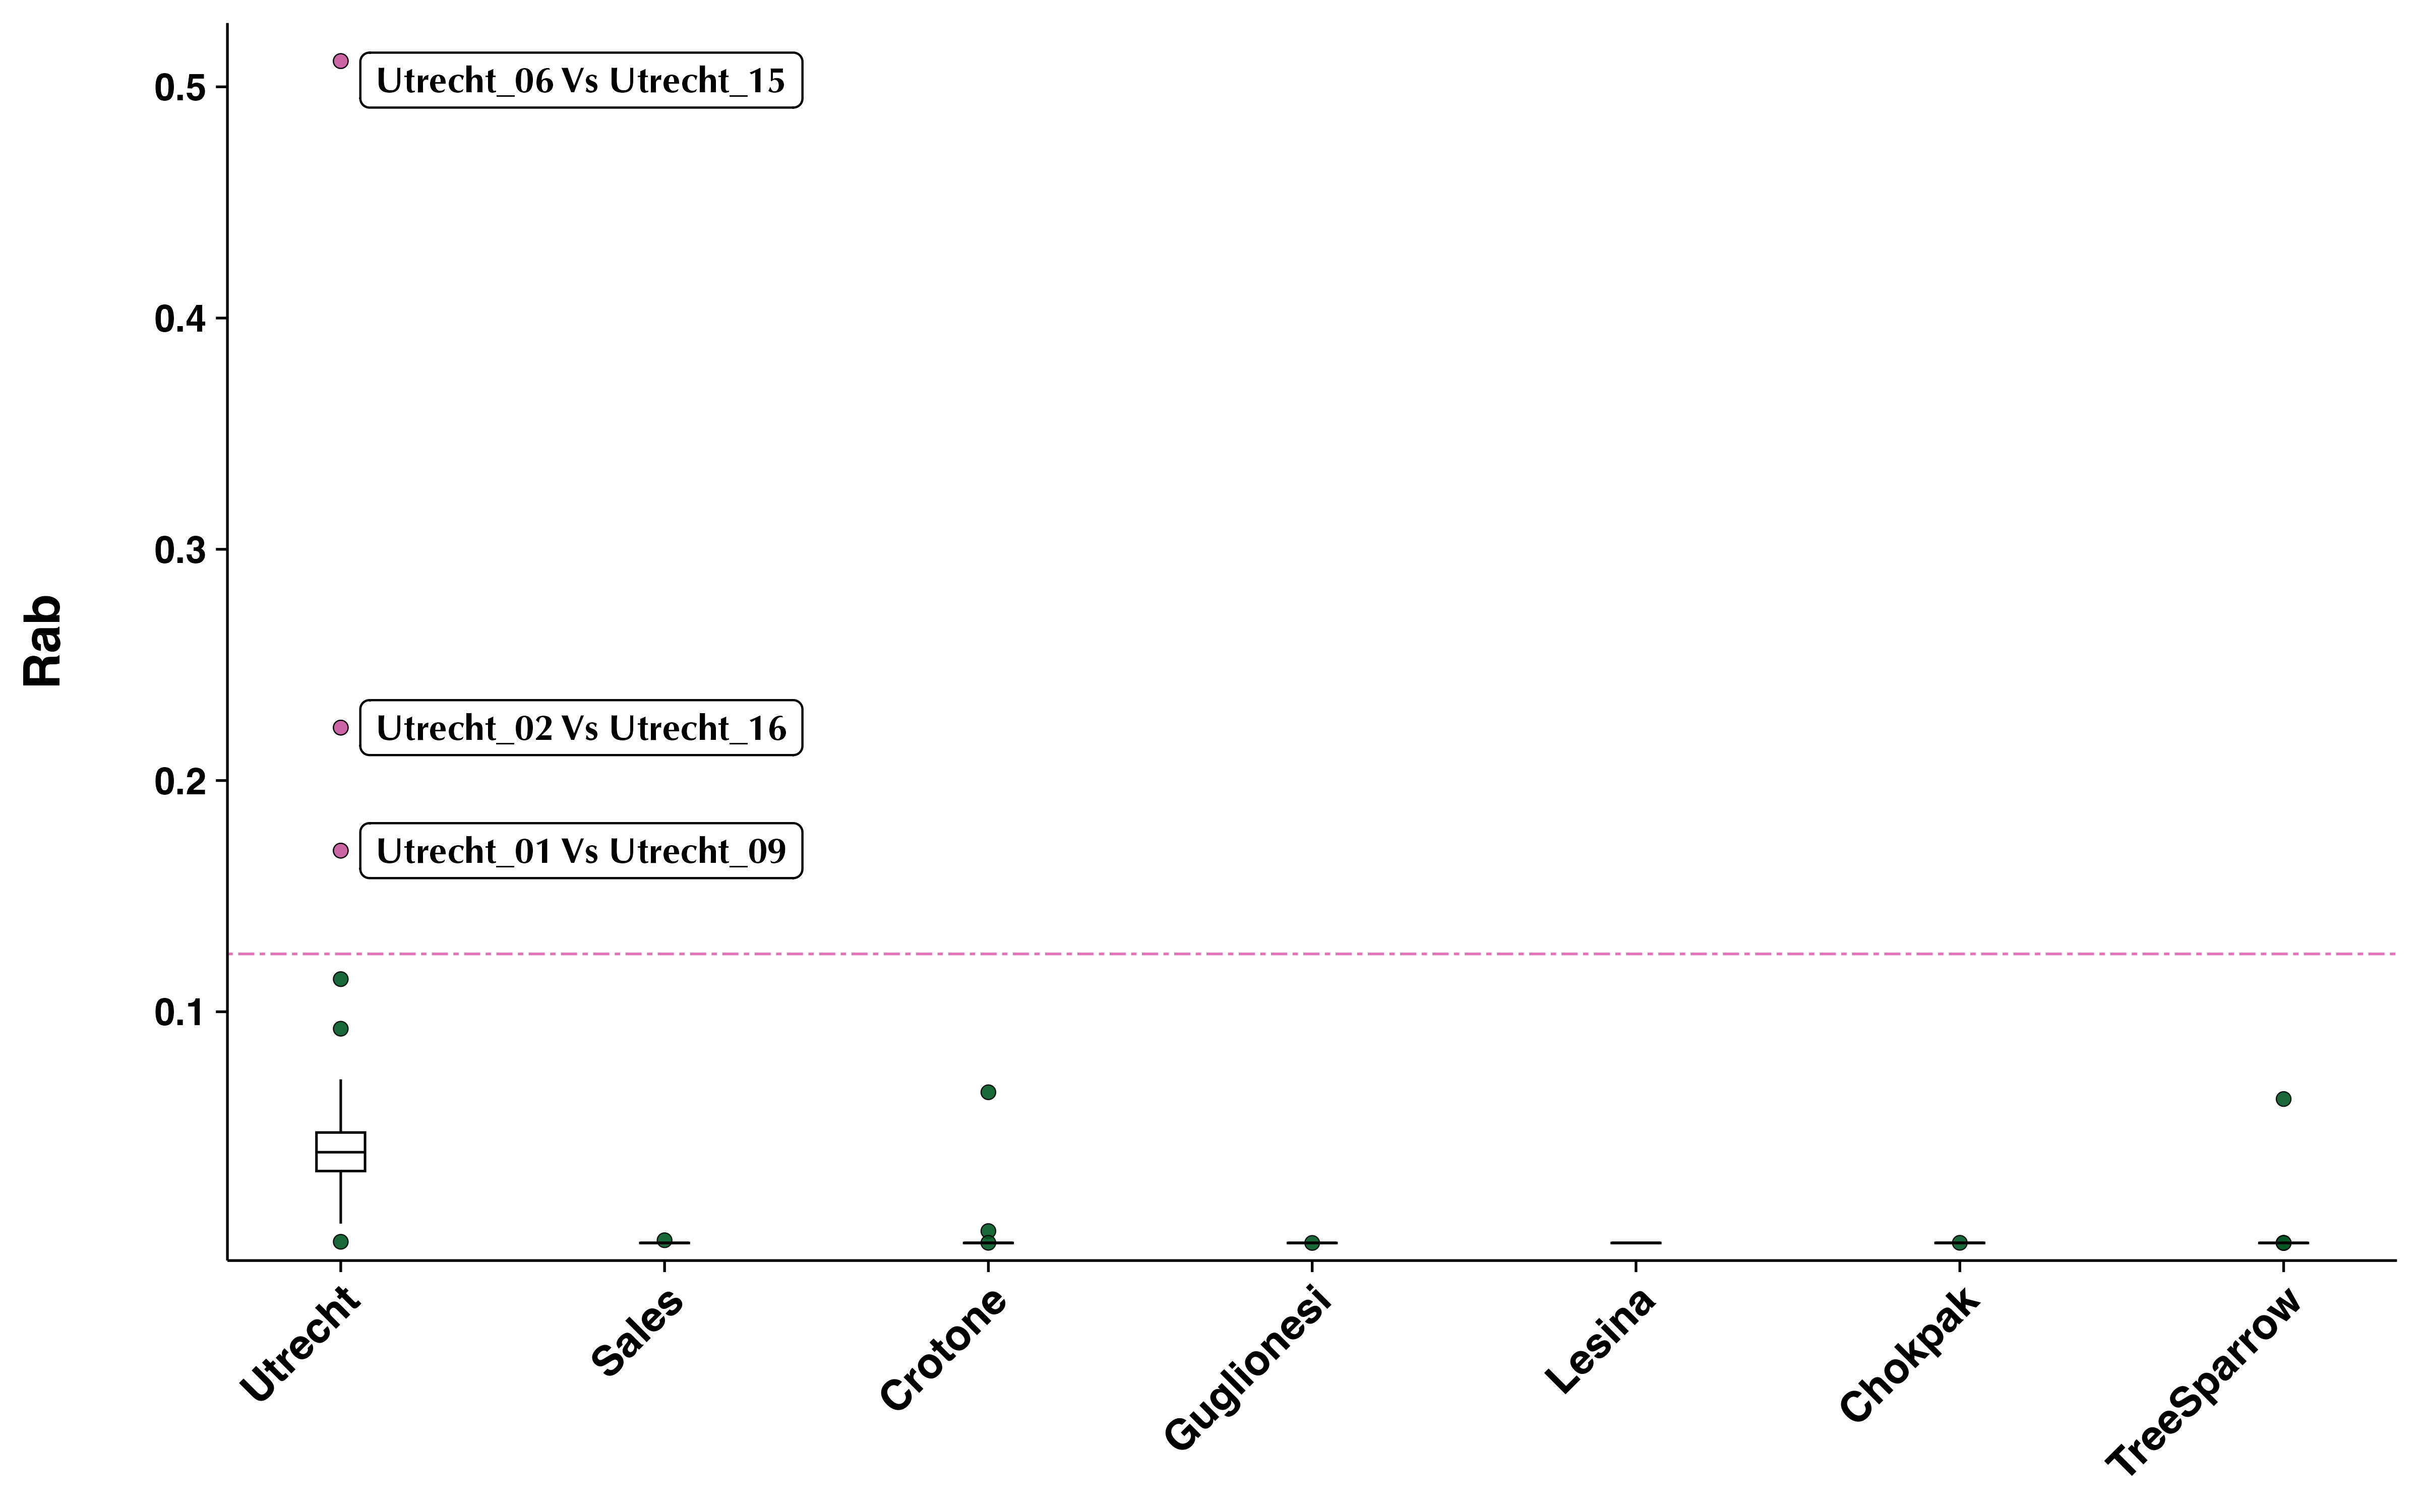 Rab
0.5
0.4
0.3
0.2
0.1
Utrecht_06 Vs Utrecht_15
Utrecht_02 Vs Utrecht_16
Utrecht_01 Vs Utrecht_09
Utrecht
Sales
Crotone
Guglionesi
Lesina
Chokpak
TreeSparrow